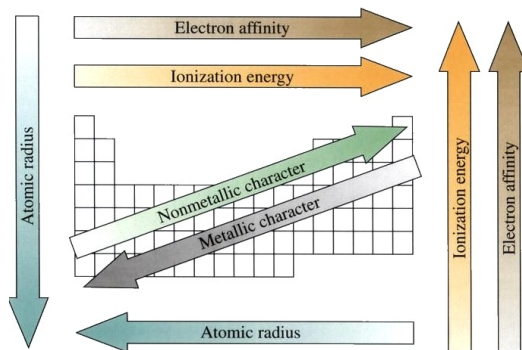 Electron affinity
Ionization energy
Atomic radius
Nonmetallic character
Metallic character
Ionization energy
Electron affinity
Atomic radius